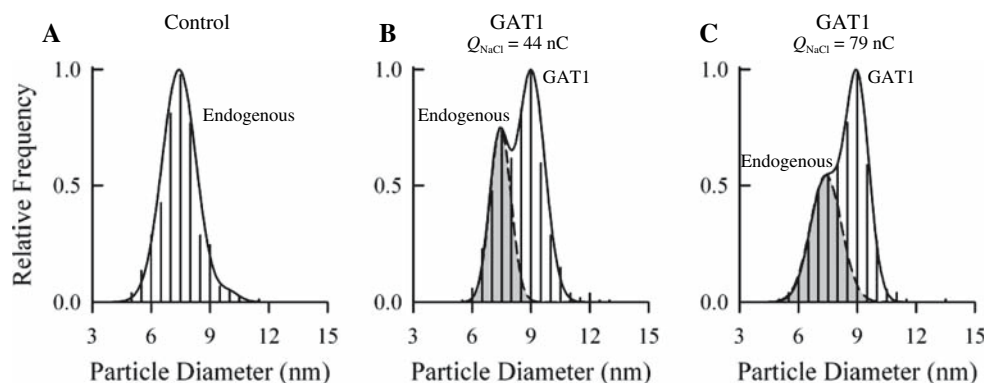 A
Control
Relative Frequency
1.0
0.5
0.0
Endogenous
3 6 9 12 15
Particle Diameter (nm)
B
GAT1
Q_NaCl = 44 nC
1.0
0.5
0.0
GAT1
Endogenous
3 6 9 12 15
Particle Diameter (nm)
C
GAT1
Q_NaCl = 79 nC
1.0
0.5
0.0
GAT1
Endogenous
3 6 9 12 15
Particle Diameter (nm)